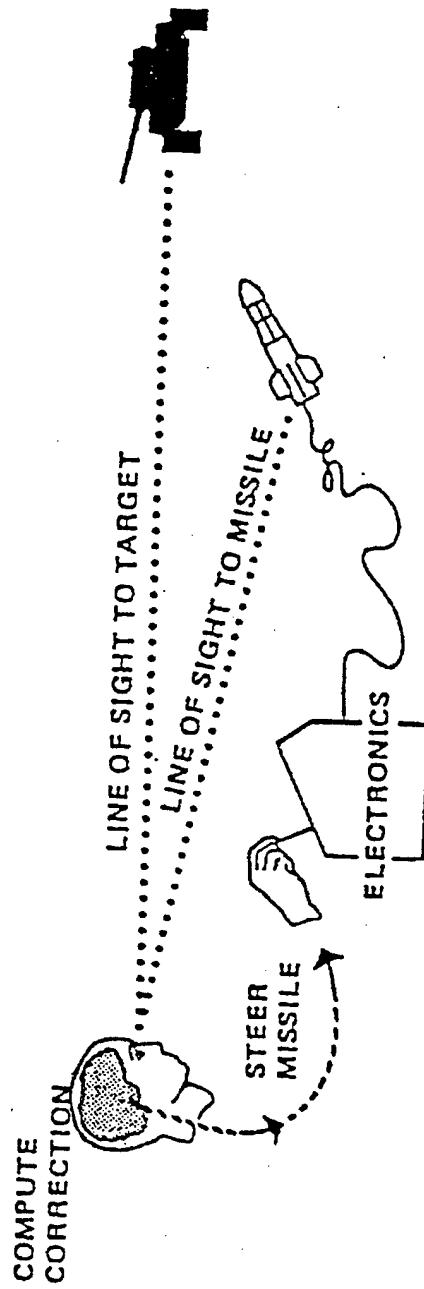 COMPUTE
CORRECTION
LINE OF SIGHT TO TARGET
LINE OF SIGHT TO MISSILE
STEER
MISSILE
ELECTRONICS